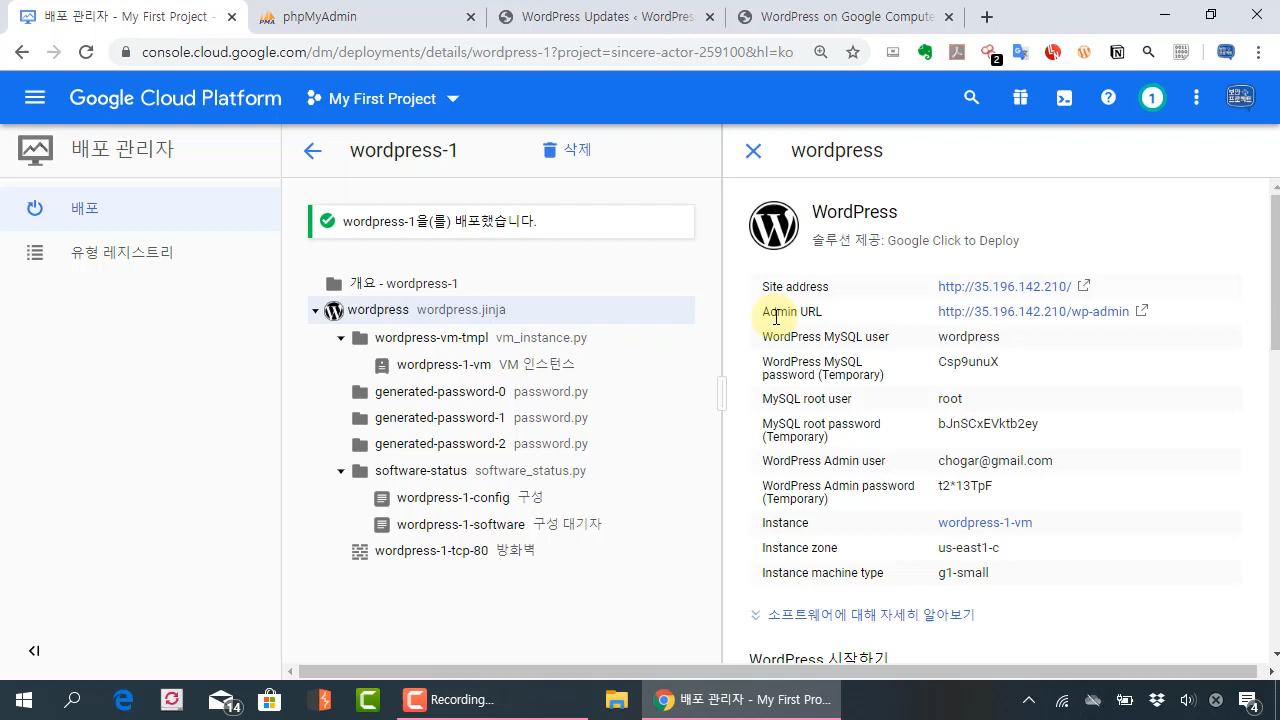 배포 관리자 - My First Project -
PMA
phpMyAdmin
WordPress Updates ‹ WordPres
WordPress on Google Compute
console.cloud.google.com/dm/deployments/details/wordpress-1?project=sincere-actor-259100&hl=ko
2
Google Cloud Platform
My First Project
1
배포 관리자
wordpress-1
삭제
wordpress
배포
유형 레지스트리
wordpress-1을(를) 배포했습니다.
개요 - wordpress-1
wordpress wordpress.jinja
wordpress-vm-tmpl vm_instance.py
wordpress-1-vm VM 인스턴스
generated-password-0 password.py
generated-password-1 password.py
generated-password-2 password.py
software-status software_status.py
wordpress-1-config 구성
wordpress-1-software 구성 대기자
wordpress-1-tcp-80 방화벽
WordPress
솔루션 제공: Google Click to Deploy
Site address http://35.196.142.210/
Admin URL http://35.196.142.210/wp-admin
WordPress MySQL user wordpress
WordPress MySQL password (Temporary) Csp9unuX
MySQL root user root
MySQL root password (Temporary) bJnSCxEVktb2ey
WordPress Admin user chogar@gmail.com
WordPress Admin password (Temporary) t2*13TpF
Instance wordpress-1-vm
Instance zone us-east1-c
Instance machine type g1-small
소프트웨어에 대해 자세히 알아보기
WordPress 시작하기
14
Recording...
배포 관리자 - My First Pro...
4